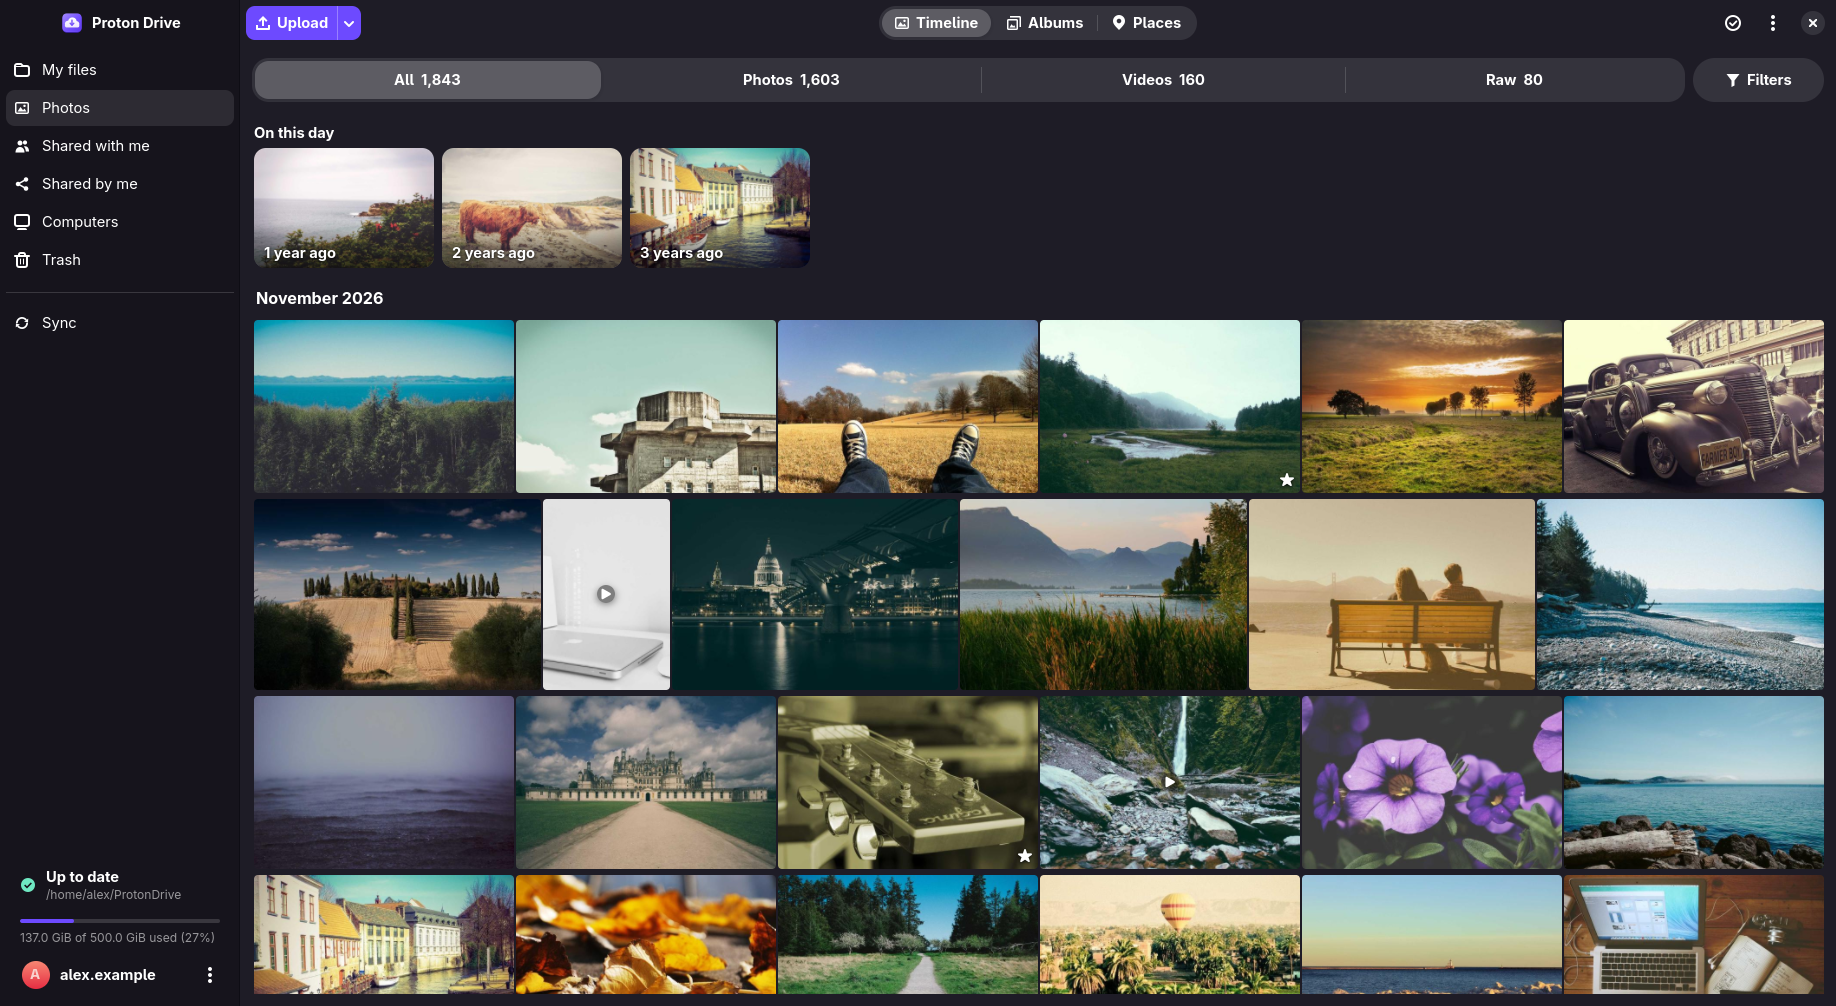 Proton Drive
Upload
Timeline
Albums
Places
My files
Photos
Shared with me
Shared by me
Computers
Trash
Sync
All 1,843
Photos 1,603
Videos 160
Raw 80
Filters
On this day
1 year ago
2 years ago
3 years ago
November 2026
FARMER BOY
Up to date
/home/alex/ProtonDrive
137.0 GiB of 500.0 GiB used (27%)
A
alex.example